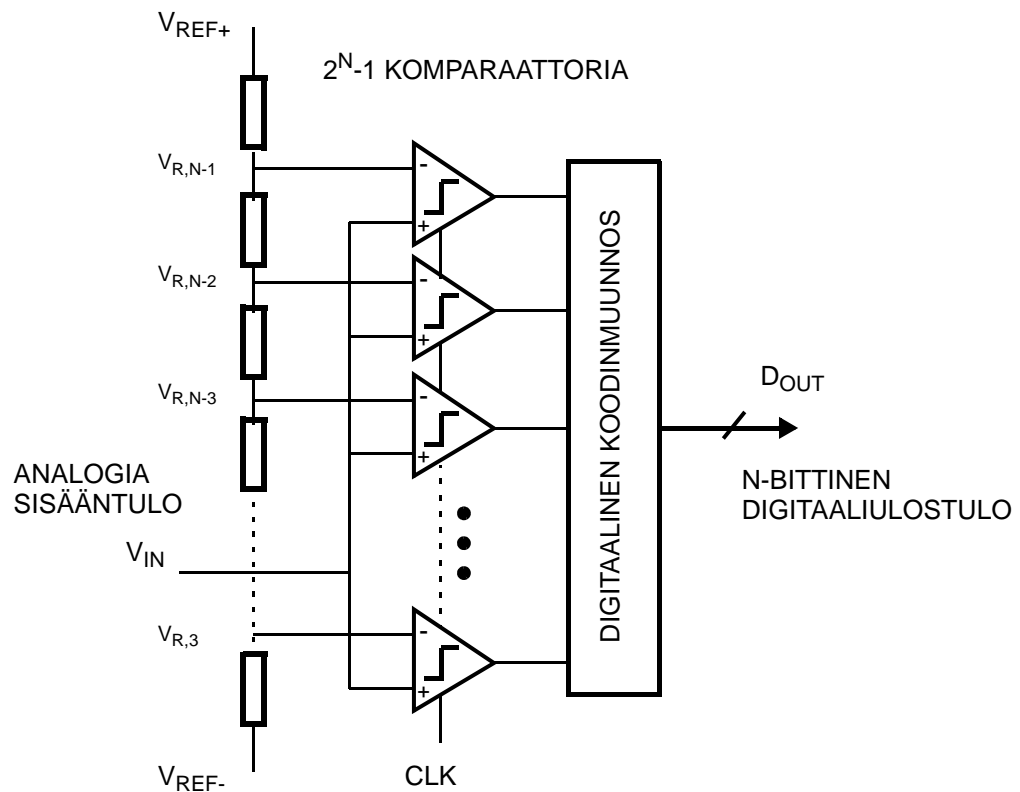 V_REF+
2^N-1 KOMPARAATTORIA
V_R,N-1
-
+
V_R,N-2
-
+
V_R,N-3
-
+
DIGITAALINEN KOODINMUUNNOS
D_OUT
ANALOGIA
SISÄÄNTULO
N-BITTINEN
DIGITAALIULOSTULO
V_IN
V_R,3
-
+
V_REF-
CLK